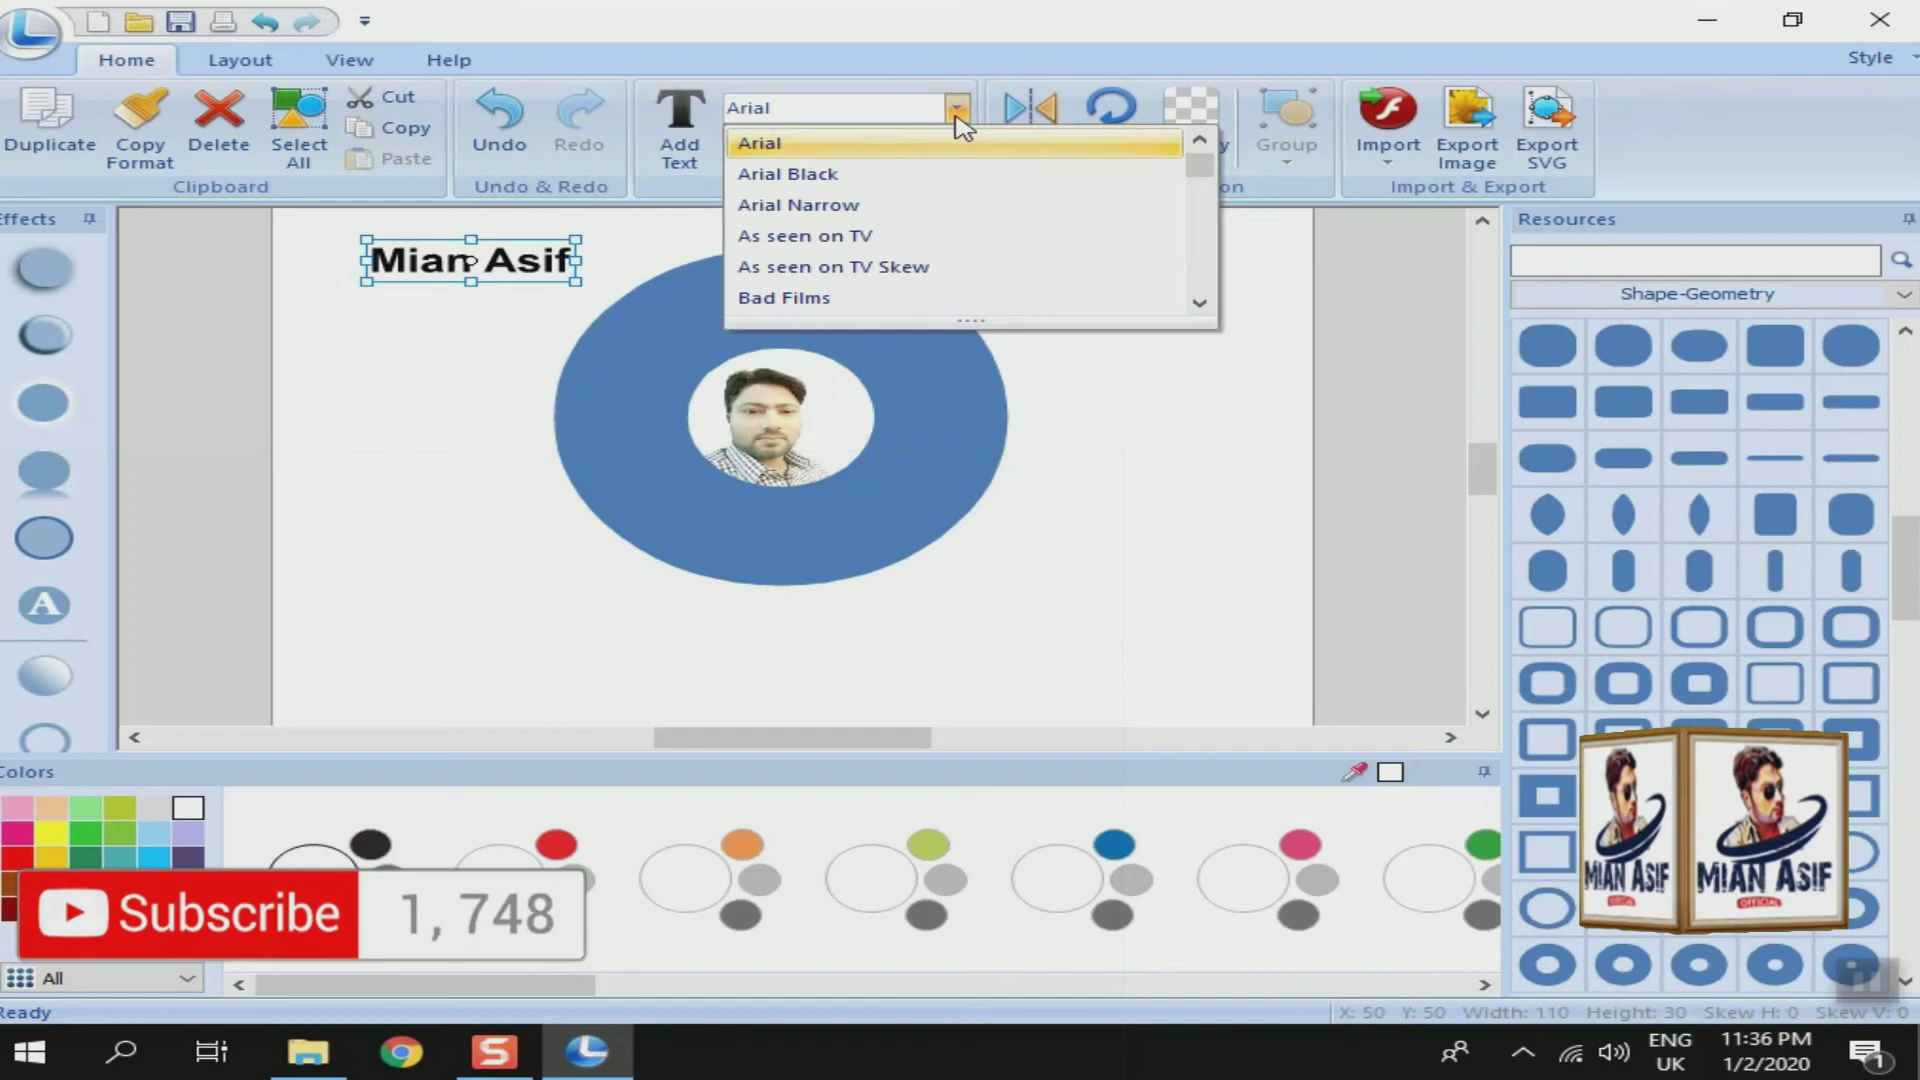 Home Layout View Help
Style
Duplicate
Copy Format
Delete
Select All
Cut
Copy
Paste
Clipboard
Undo
Redo
Undo & Redo
Add Text
Arial
Group
Import
Export Image
Export SVG
Import & Export
Arial
Arial Black
Arial Narrow
As seen on TV
As seen on TV Skew
Bad Films
Effects
A
Mian Asif
Resources
Shape-Geometry
Colors
Subscribe 1,748
MIAN ASIF
MIAN ASIF
OFFICIAL
All
Ready
X: 50 Y: 50 Width: 110 Height: 30 Skew H: 0 Skew V: 0
S
ENG
UK
11:36 PM
1/2/2020
1